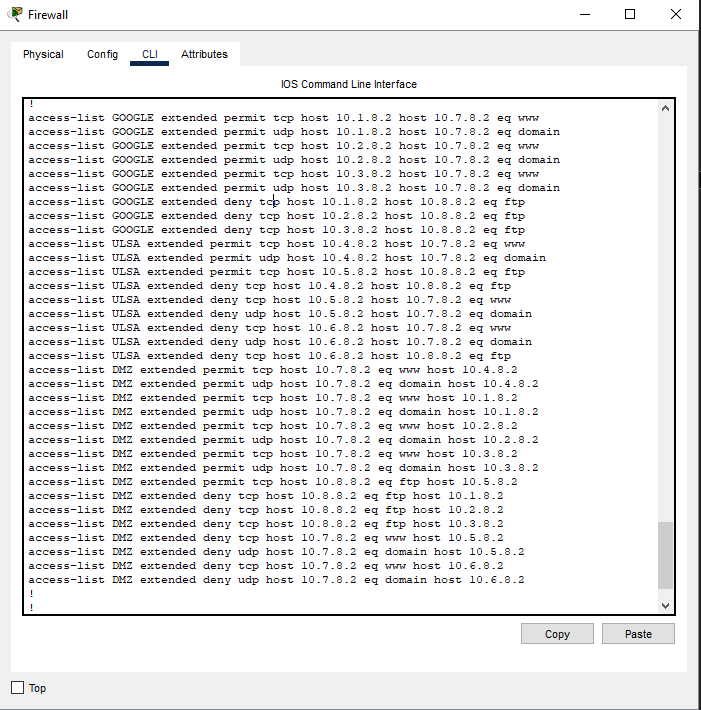 Firewall
Physical Config CLI Attributes
IOS Command Line Interface
!
access-list GOOGLE extended permit tcp host 10.1.8.2 host 10.7.8.2 eq www
access-list GOOGLE extended permit udp host 10.1.8.2 host 10.7.8.2 eq domain
access-list GOOGLE extended permit tcp host 10.2.8.2 host 10.7.8.2 eq www
access-list GOOGLE extended permit udp host 10.2.8.2 host 10.7.8.2 eq domain
access-list GOOGLE extended permit tcp host 10.3.8.2 host 10.7.8.2 eq www
access-list GOOGLE extended permit udp host 10.3.8.2 host 10.7.8.2 eq domain
access-list GOOGLE extended deny tcp host 10.1.8.2 host 10.8.8.2 eq ftp
access-list GOOGLE extended deny tcp host 10.2.8.2 host 10.8.8.2 eq ftp
access-list GOOGLE extended deny tcp host 10.3.8.2 host 10.8.8.2 eq ftp
access-list ULSA extended permit tcp host 10.4.8.2 host 10.7.8.2 eq www
access-list ULSA extended permit udp host 10.4.8.2 host 10.7.8.2 eq domain
access-list ULSA extended permit tcp host 10.5.8.2 host 10.8.8.2 eq ftp
access-list ULSA extended deny tcp host 10.4.8.2 host 10.8.8.2 eq ftp
access-list ULSA extended deny tcp host 10.5.8.2 host 10.7.8.2 eq www
access-list ULSA extended deny udp host 10.5.8.2 host 10.7.8.2 eq domain
access-list ULSA extended deny tcp host 10.6.8.2 host 10.7.8.2 eq www
access-list ULSA extended deny udp host 10.6.8.2 host 10.7.8.2 eq domain
access-list ULSA extended deny tcp host 10.6.8.2 host 10.8.8.2 eq ftp
access-list DMZ extended permit tcp host 10.7.8.2 eq www host 10.4.8.2
access-list DMZ extended permit udp host 10.7.8.2 eq domain host 10.4.8.2
access-list DMZ extended permit tcp host 10.7.8.2 eq www host 10.1.8.2
access-list DMZ extended permit udp host 10.7.8.2 eq domain host 10.1.8.2
access-list DMZ extended permit tcp host 10.7.8.2 eq www host 10.2.8.2
access-list DMZ extended permit udp host 10.7.8.2 eq domain host 10.2.8.2
access-list DMZ extended permit tcp host 10.7.8.2 eq www host 10.3.8.2
access-list DMZ extended permit udp host 10.7.8.2 eq domain host 10.3.8.2
access-list DMZ extended permit tcp host 10.8.8.2 eq ftp host 10.5.8.2
access-list DMZ extended deny tcp host 10.8.8.2 eq ftp host 10.1.8.2
access-list DMZ extended deny tcp host 10.8.8.2 eq ftp host 10.2.8.2
access-list DMZ extended deny tcp host 10.8.8.2 eq ftp host 10.3.8.2
access-list DMZ extended deny tcp host 10.7.8.2 eq www host 10.5.8.2
access-list DMZ extended deny udp host 10.7.8.2 eq domain host 10.5.8.2
access-list DMZ extended deny tcp host 10.7.8.2 eq www host 10.6.8.2
access-list DMZ extended deny udp host 10.7.8.2 eq domain host 10.6.8.2
!
!
Copy Paste
Top